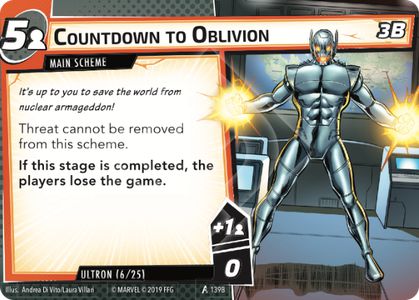 5
COUNTDOWN TO OBLIVION
3B
MAIN SCHEME
It's up to you to save the world from
nuclear armageddon!
Threat cannot be removed
from this scheme.
If this stage is completed, the
players lose the game.
+1
0
ULTRON (6/25)
Illus. Andrea Di Vito/Laura Villari
© MARVEL © 2019 FFG
139B